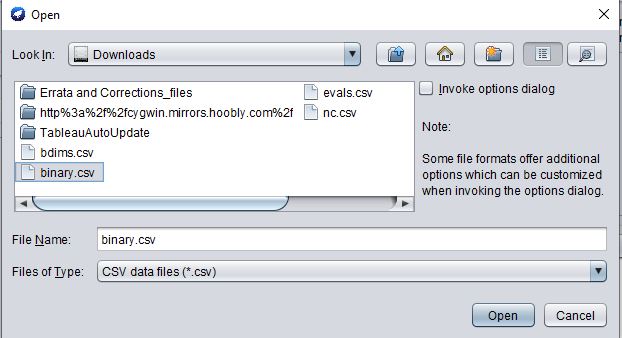 Open
Look In: Downloads
Errata and Corrections_files
http%3a%2f%2fcygwin.mirrors.hoobly.com%2f
TableauAutoUpdate
bdims.csv
binary.csv
evals.csv
nc.csv
Invoke options dialog
Note:
Some file formats offer additional
options which can be customized
when invoking the options dialog.
File Name: binary.csv
Files of Type: CSV data files (*.csv)
Open Cancel